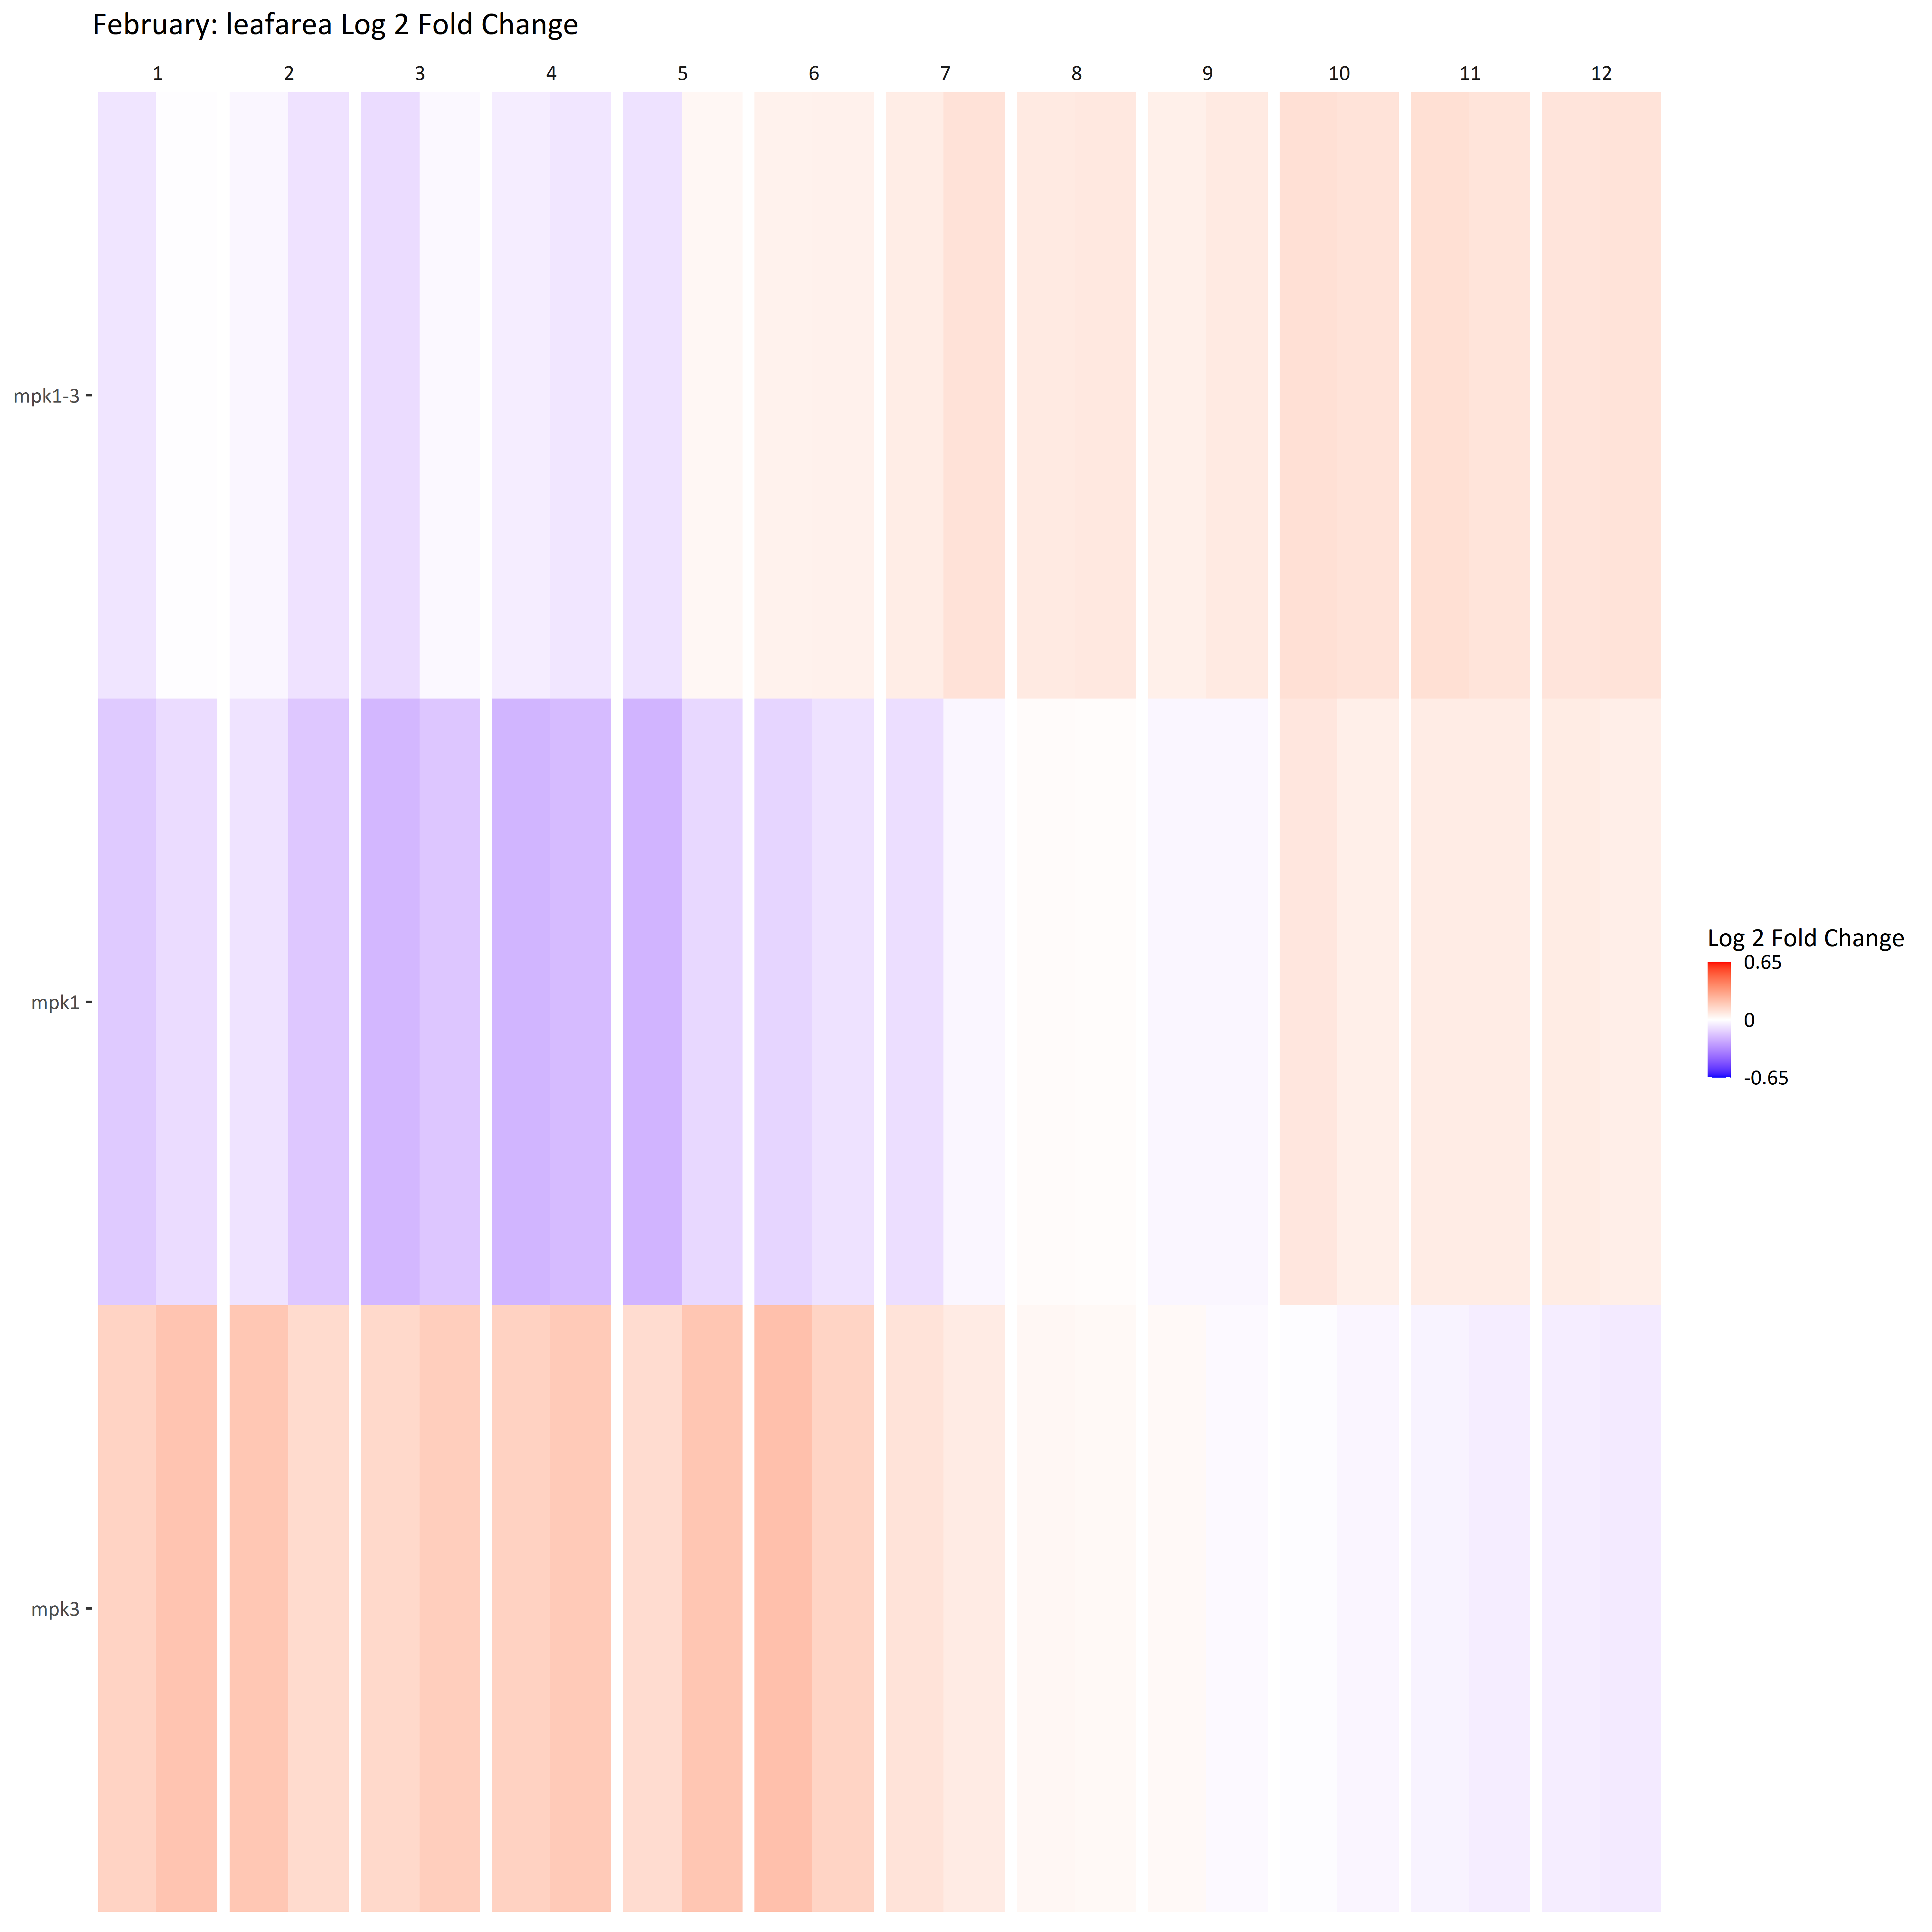 February: leafarea Log 2 Fold Change
1 2 3 4 5 6 7 8 9 10 11 12
mpk1-3
mpk1
mpk3
Log 2 Fold Change
0.65
0
-0.65